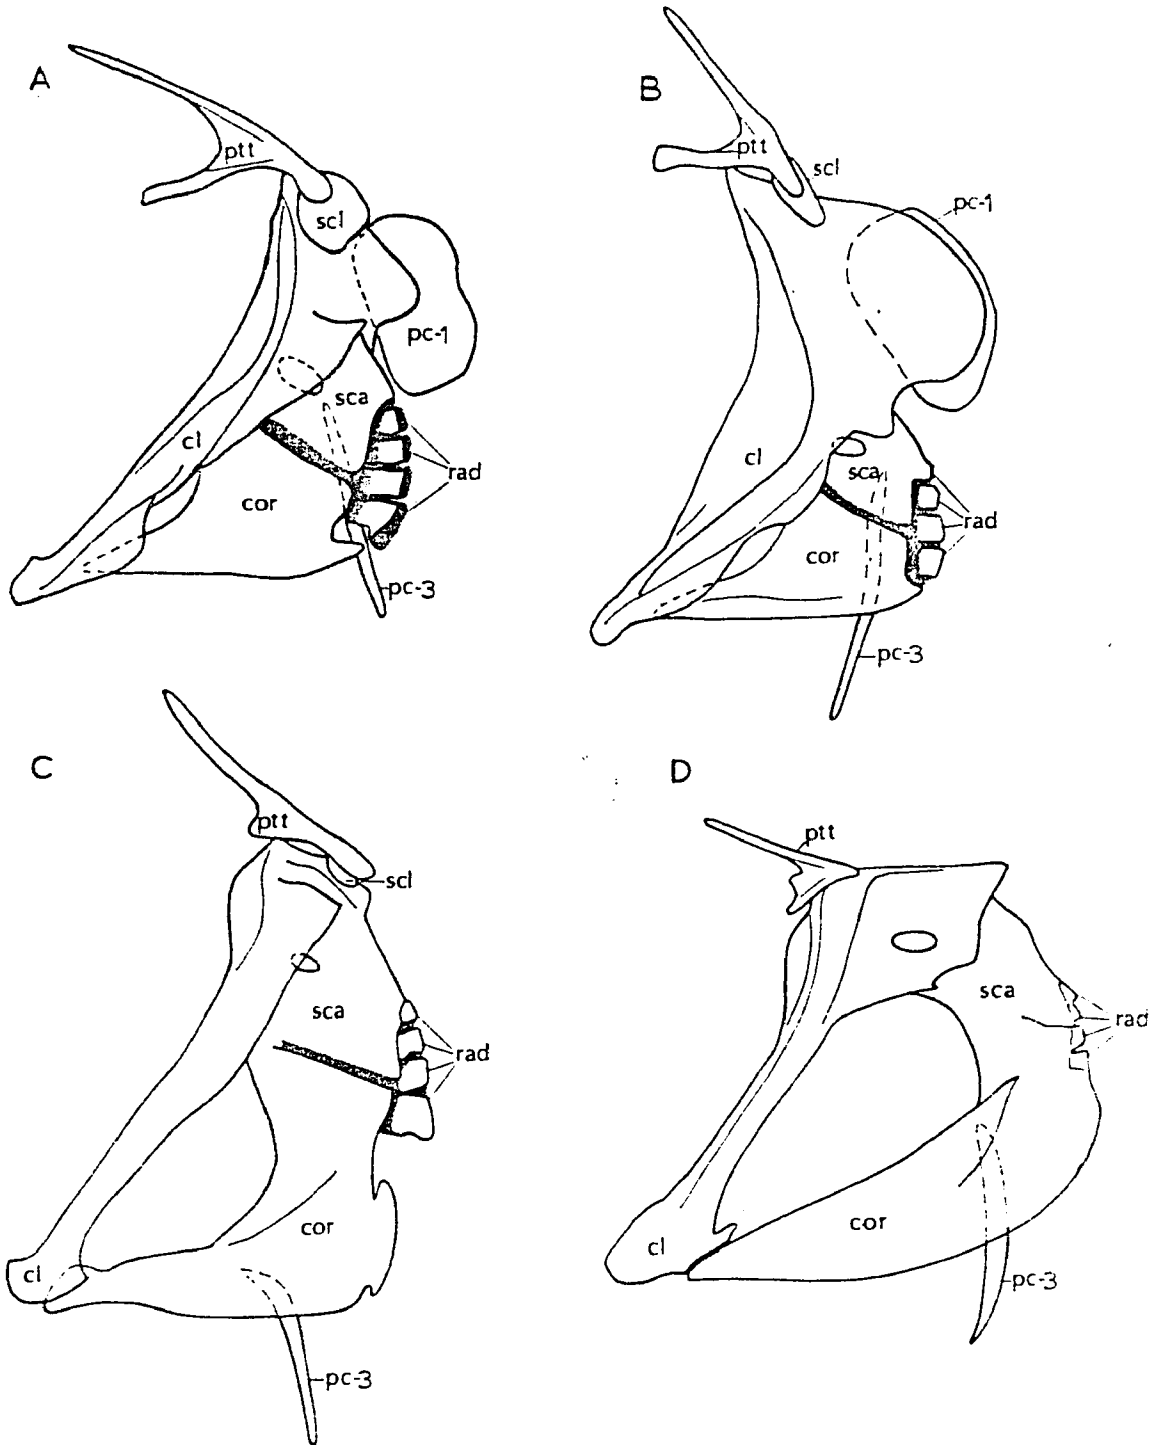 A
ptt
scl
pc-1
sca
cl
rad
cor
pc-3
B
ptt
scl
pc-1
cl
sca
rad
cor
pc-3
C
ptt
scl
sca
rad
cor
cl
pc-3
D
ptt
sca
rad
cor
cl
pc-3